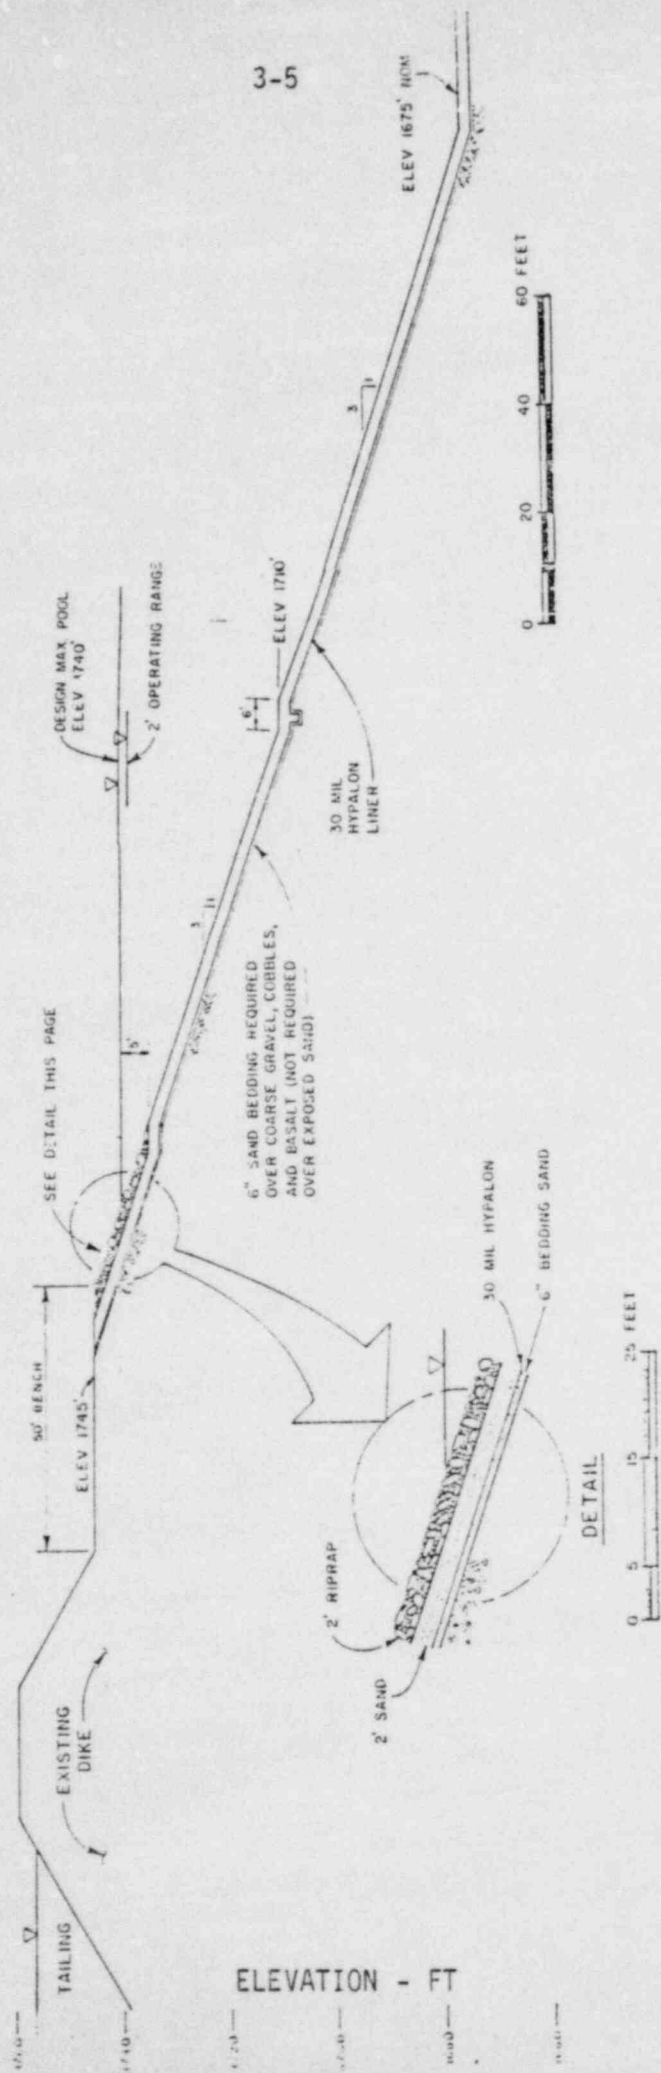 3-5
TAILING
EXISTING
DIKE
50' BENCH
ELEV 1745'
SEE DETAIL THIS PAGE
5'
DESIGN MAX POOL
ELEV 1740'
2' OPERATING RANGE
3
1
6" SAND BEDDING REQUIRED
OVER COARSE GRAVEL, COBBLES,
AND BASALT (NOT REQUIRED
OVER EXPOSED SAND)
6'
ELEV 1710'
30 MIL
HYPALON
LINER
3
1
ELEV 1675' NOM
0
20
40
60 FEET
2' RIPRAP
2' SAND
30 MIL HYPALON
6" BEDDING SAND
DETAIL
0
5
15
25 FEET
ELEVATION - FT